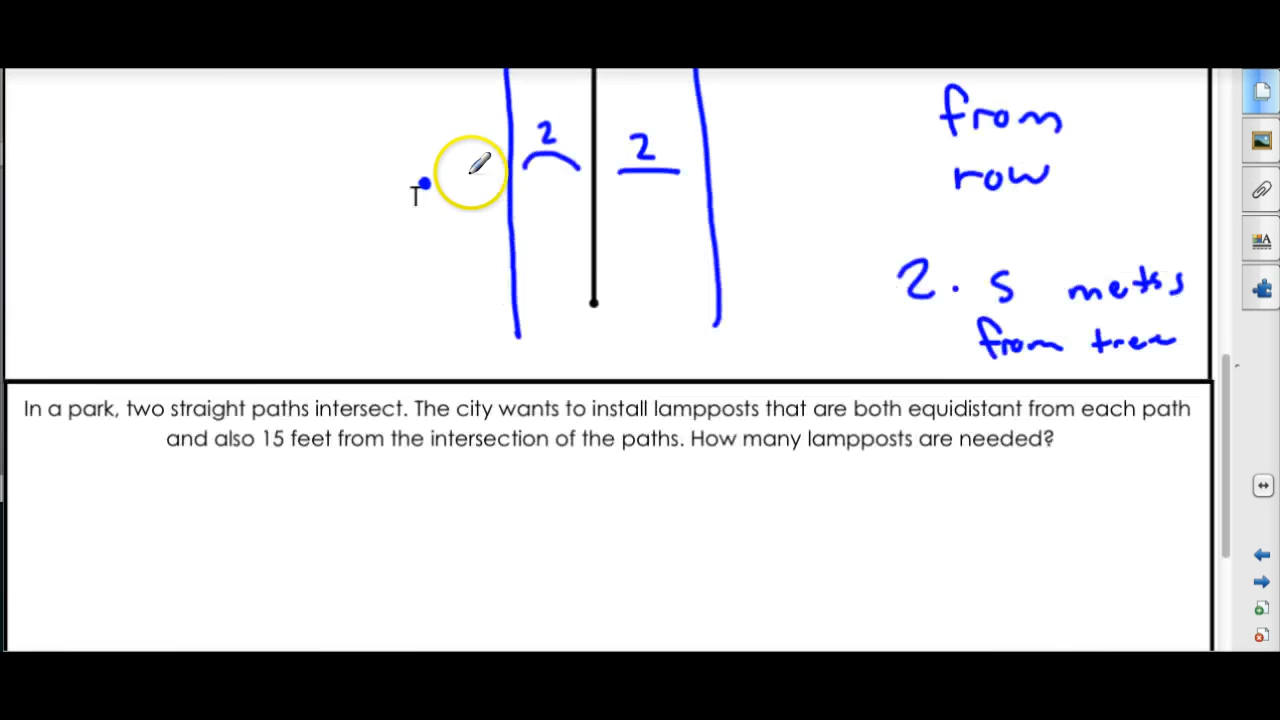 from
row
2
2
T
2. 5 meters
from tree
In a park, two straight paths intersect. The city wants to install lampposts that are both equidistant from each path
and also 15 feet from the intersection of the paths. How many lampposts are needed?